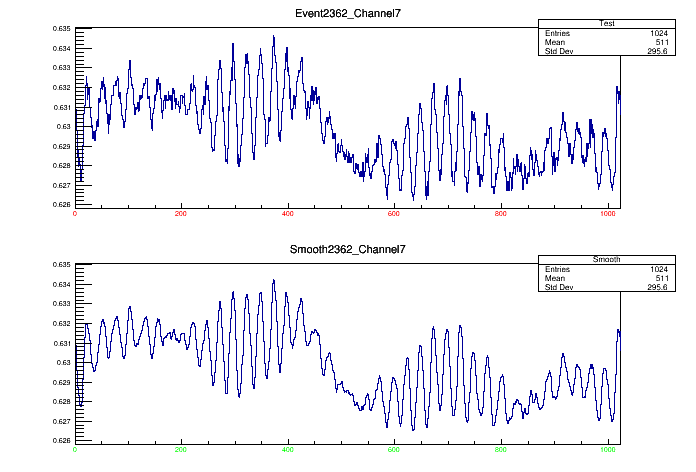 Event2362_Channel7
Test
Entries 1024
Mean 511
Std Dev 295.6
0.635
0.634
0.633
0.632
0.631
0.63
0.629
0.628
0.627
0.626
0 200 400 600 800 1000
Smooth2362_Channel7
Smooth
Entries 1024
Mean 511
Std Dev 295.6
0.635
0.634
0.633
0.632
0.631
0.63
0.629
0.628
0.627
0.626
0 200 400 600 800 1000